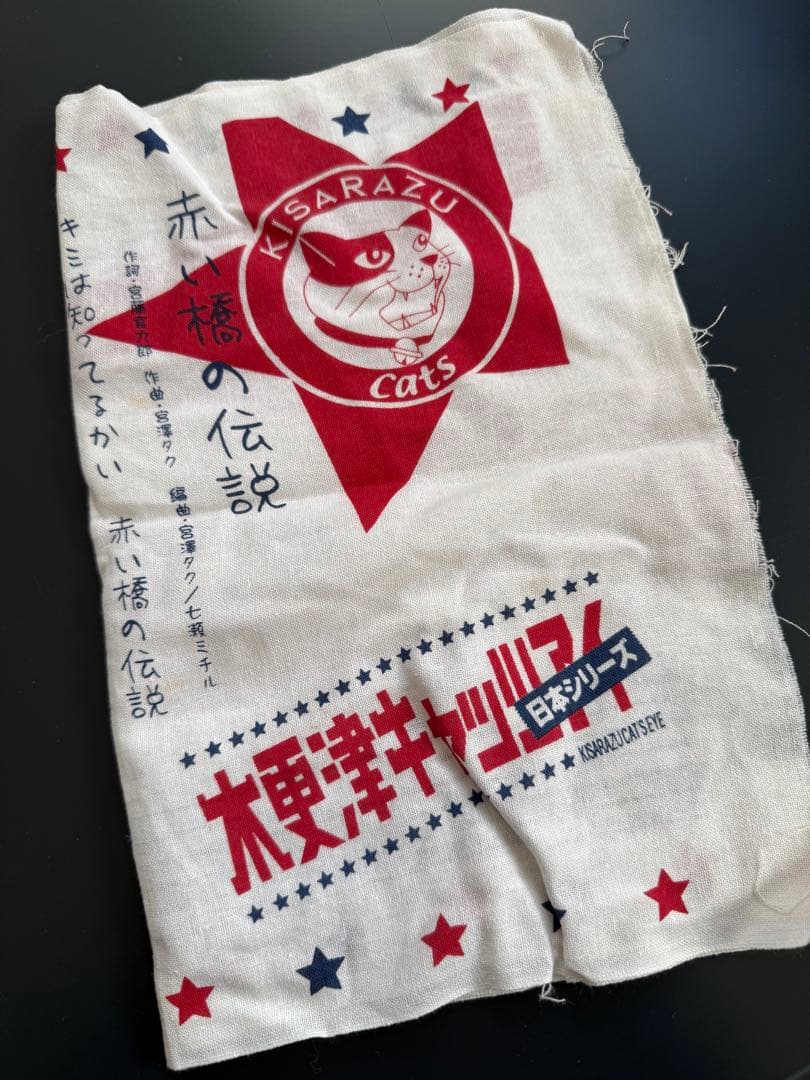 KISARAZU
cats
赤い橋の伝説
作詞・宮藤官九郎 作曲・宮澤タク 編曲・宮澤タク/七瀬ミチル
キミは知ってるかい 赤い橋の伝説
木更津キャッツアイ
日本シリーズ
KISARAZU CATS EYE